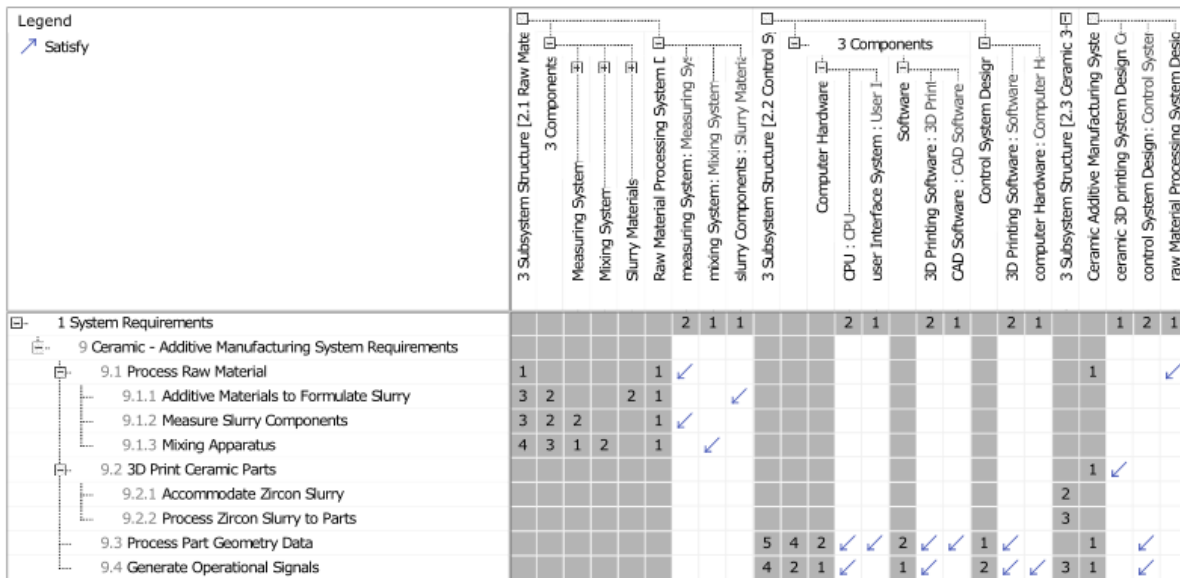 Legend
Satisfy
3 Subsystem Structure [2.1 Raw Mate
3 Components
Measuring System
Mixing System
Slurry Materials
Raw Material Processing System D
measuring System : Measuring Sys
mixing System : Mixing System
slurry Components : Slurry Materia
3 Subsystem Structure [2.2 Control Sy
3 Components
Computer Hardware
CPU : CPU
user Interface System : User I
Software
3D Printing Software : 3D Print
CAD Software : CAD Software
Control System Design
3D Printing Software : Software
computer Hardware : Computer Ha
3 Subsystem Structure [2.3 Ceramic 3-
Ceramic Additive Manufacturing Syste
ceramic 3D printing System Design
control System Design : Control System
raw Material Processing System Desig
1 System Requirements 2 1 1 2 1 2 1 2 1 1 2 1
9 Ceramic - Additive Manufacturing System Requirements
9.1 Process Raw Material 1 1 1
9.1.1 Additive Materials to Formulate Slurry 3 2 2 1
9.1.2 Measure Slurry Components 3 2 2 1
9.1.3 Mixing Apparatus 4 3 1 2 1
9.2 3D Print Ceramic Parts 1
9.2.1 Accommodate Zircon Slurry 2
9.2.2 Process Zircon Slurry to Parts 3
9.3 Process Part Geometry Data 5 4 2 2 1 1
9.4 Generate Operational Signals 4 2 1 1 2 3 1